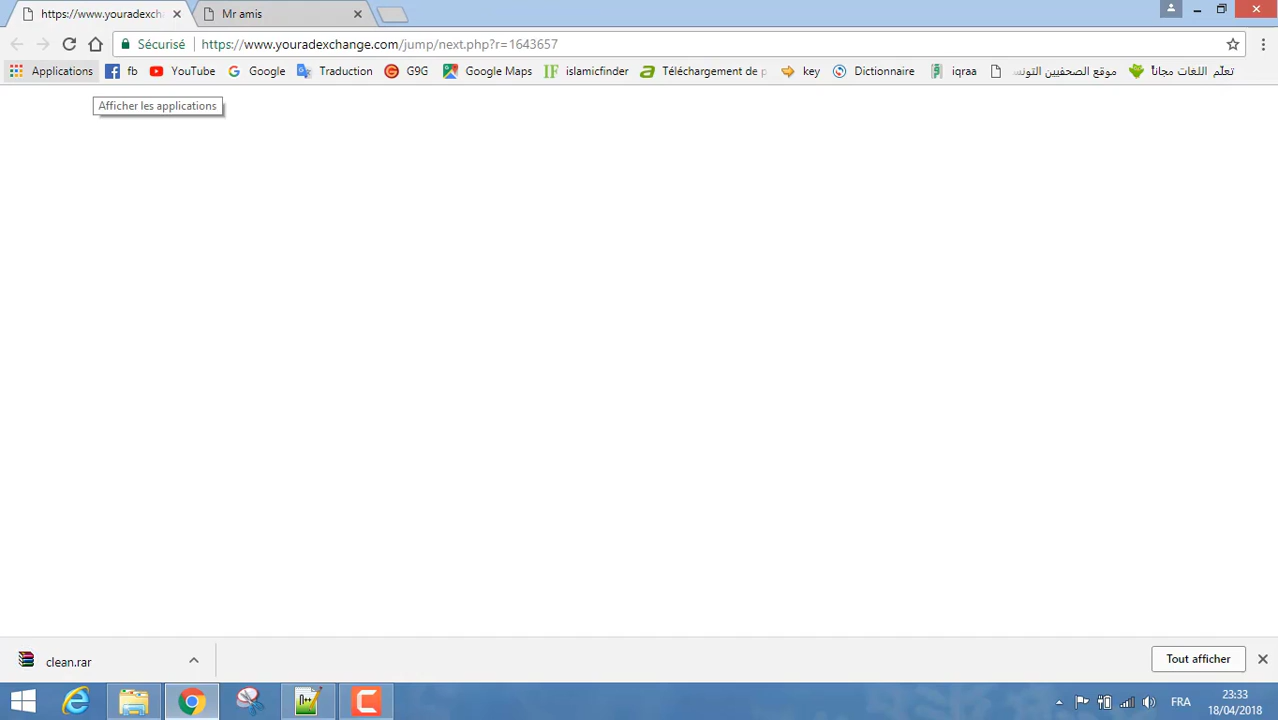 https://www.youradexch
Mr amis
Sécurisé
https://www.youradexchange.com/jump/next.php?r=1643657
Applications
fb
YouTube
Google
Traduction
G9G
Google Maps
islamicfinder
Téléchargement de p
key
Dictionnaire
iqraa
موقع الصحفيين التونس
تعلّم اللغات مجاناً
Afficher les applications
clean.rar
Tout afficher
FRA
23:33
18/04/2018